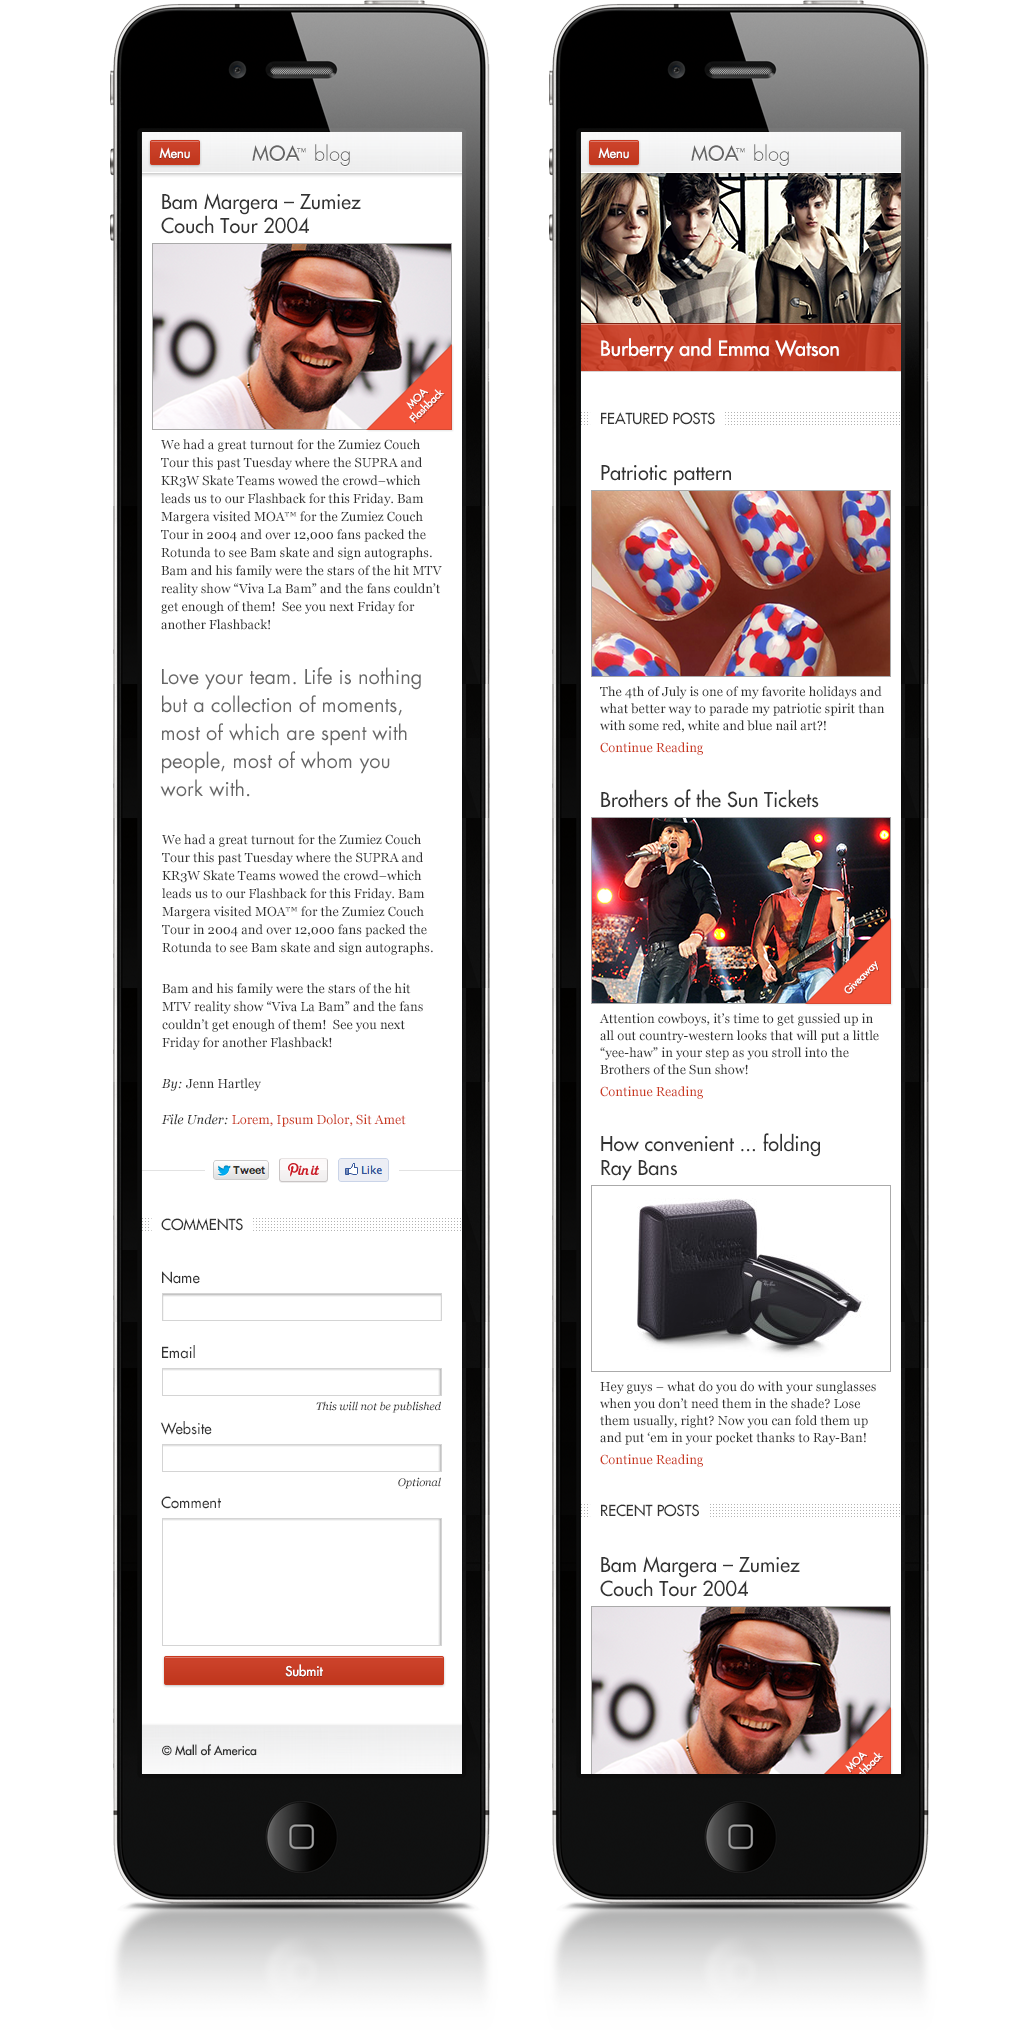 Menu
MOA™ blog
Bam Margera – Zumiez
Couch Tour 2004
TO
MOA
Flashback
We had a great turnout for the Zumiez Couch
Tour this past Tuesday where the SUPRA and
KR3W Skate Teams wowed the crowd–which
leads us to our Flashback for this Friday. Bam
Margera visited MOA™ for the Zumiez Couch
Tour in 2004 and over 12,000 fans packed the
Rotunda to see Bam skate and sign autographs.
Bam and his family were the stars of the hit MTV
reality show “Viva La Bam” and the fans couldn’t
get enough of them!  See you next Friday for
another Flashback!
Love your team. Life is nothing
but a collection of moments,
most of which are spent with
people, most of whom you
work with.
We had a great turnout for the Zumiez Couch
Tour this past Tuesday where the SUPRA and
KR3W Skate Teams wowed the crowd–which
leads us to our Flashback for this Friday. Bam
Margera visited MOA™ for the Zumiez Couch
Tour in 2004 and over 12,000 fans packed the
Rotunda to see Bam skate and sign autographs.
Bam and his family were the stars of the hit
MTV reality show “Viva La Bam” and the fans
couldn’t get enough of them!  See you next
Friday for another Flashback!
By: Jenn Hartley
File Under: Lorem, Ipsum Dolor, Sit Amet
Tweet
Pin it
Like
COMMENTS
Name
Email
This will not be published
Website
Optional
Comment
Submit
© Mall of America
Menu
MOA™ blog
Burberry and Emma Watson
FEATURED POSTS
Patriotic pattern
The 4th of July is one of my favorite holidays and
what better way to parade my patriotic spirit than
with some red, white and blue nail art?!
Continue Reading
Brothers of the Sun Tickets
Giveaway
Attention cowboys, it’s time to get gussied up in
all out country-western looks that will put a little
“yee-haw” in your step as you stroll into the
Brothers of the Sun show!
Continue Reading
How convenient ... folding
Ray Bans
Hey guys – what do you do with your sunglasses
when you don’t need them in the shade? Lose
them usually, right? Now you can fold them up
and put ‘em in your pocket thanks to Ray-Ban!
Continue Reading
RECENT POSTS
Bam Margera – Zumiez
Couch Tour 2004
TO
MOA